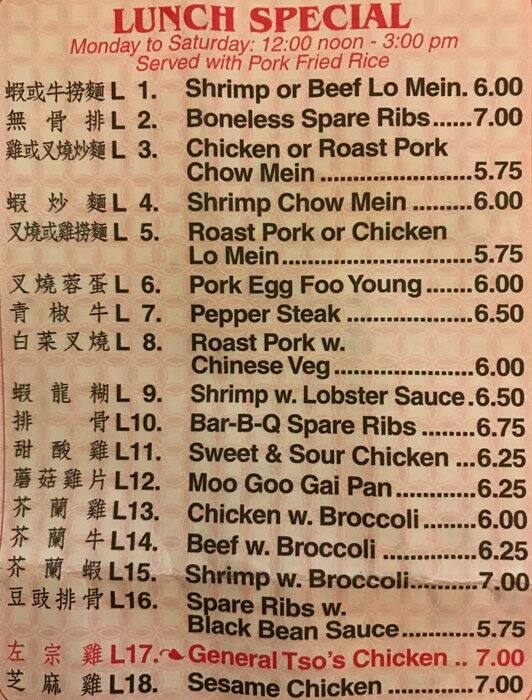 LUNCH SPECIAL
Monday to Saturday: 12:00 noon - 3:00 pm
Served with Pork Fried Rice
蝦或牛撈麵 L 1. Shrimp or Beef Lo Mein. 6.00
無骨排 L 2. Boneless Spare Ribs......7.00
雞或叉燒炒麵 L 3. Chicken or Roast Pork
Chow Mein ....................5.75
蝦炒麵 L 4. Shrimp Chow Mein ........6.00
叉燒或雞撈麵 L 5. Roast Pork or Chicken
Lo Mein.........................5.75
叉燒蓉蛋 L 6. Pork Egg Foo Young .......6.00
青椒牛 L 7. Pepper Steak .................6.50
白菜叉燒 L 8. Roast Pork w.
Chinese Veg..................6.00
蝦龍糊 L 9. Shrimp w. Lobster Sauce.6.50
排骨 L10. Bar-B-Q Spare Ribs ........6.75
甜酸雞 L11. Sweet & Sour Chicken ...6.25
蘑菇雞片 L12. Moo Goo Gai Pan............6.25
芥蘭雞 L13. Chicken w. Broccoli ........6.00
芥蘭牛 L14. Beef w. Broccoli .............6.25
芥蘭蝦 L15. Shrimp w. Broccoli..........7.00
豆豉排骨 L16. Spare Ribs w.
Black Bean Sauce...........5.75
左宗雞 L17. General Tso's Chicken .. 7.00
芝麻雞 L18. Sesame Chicken ............7.00